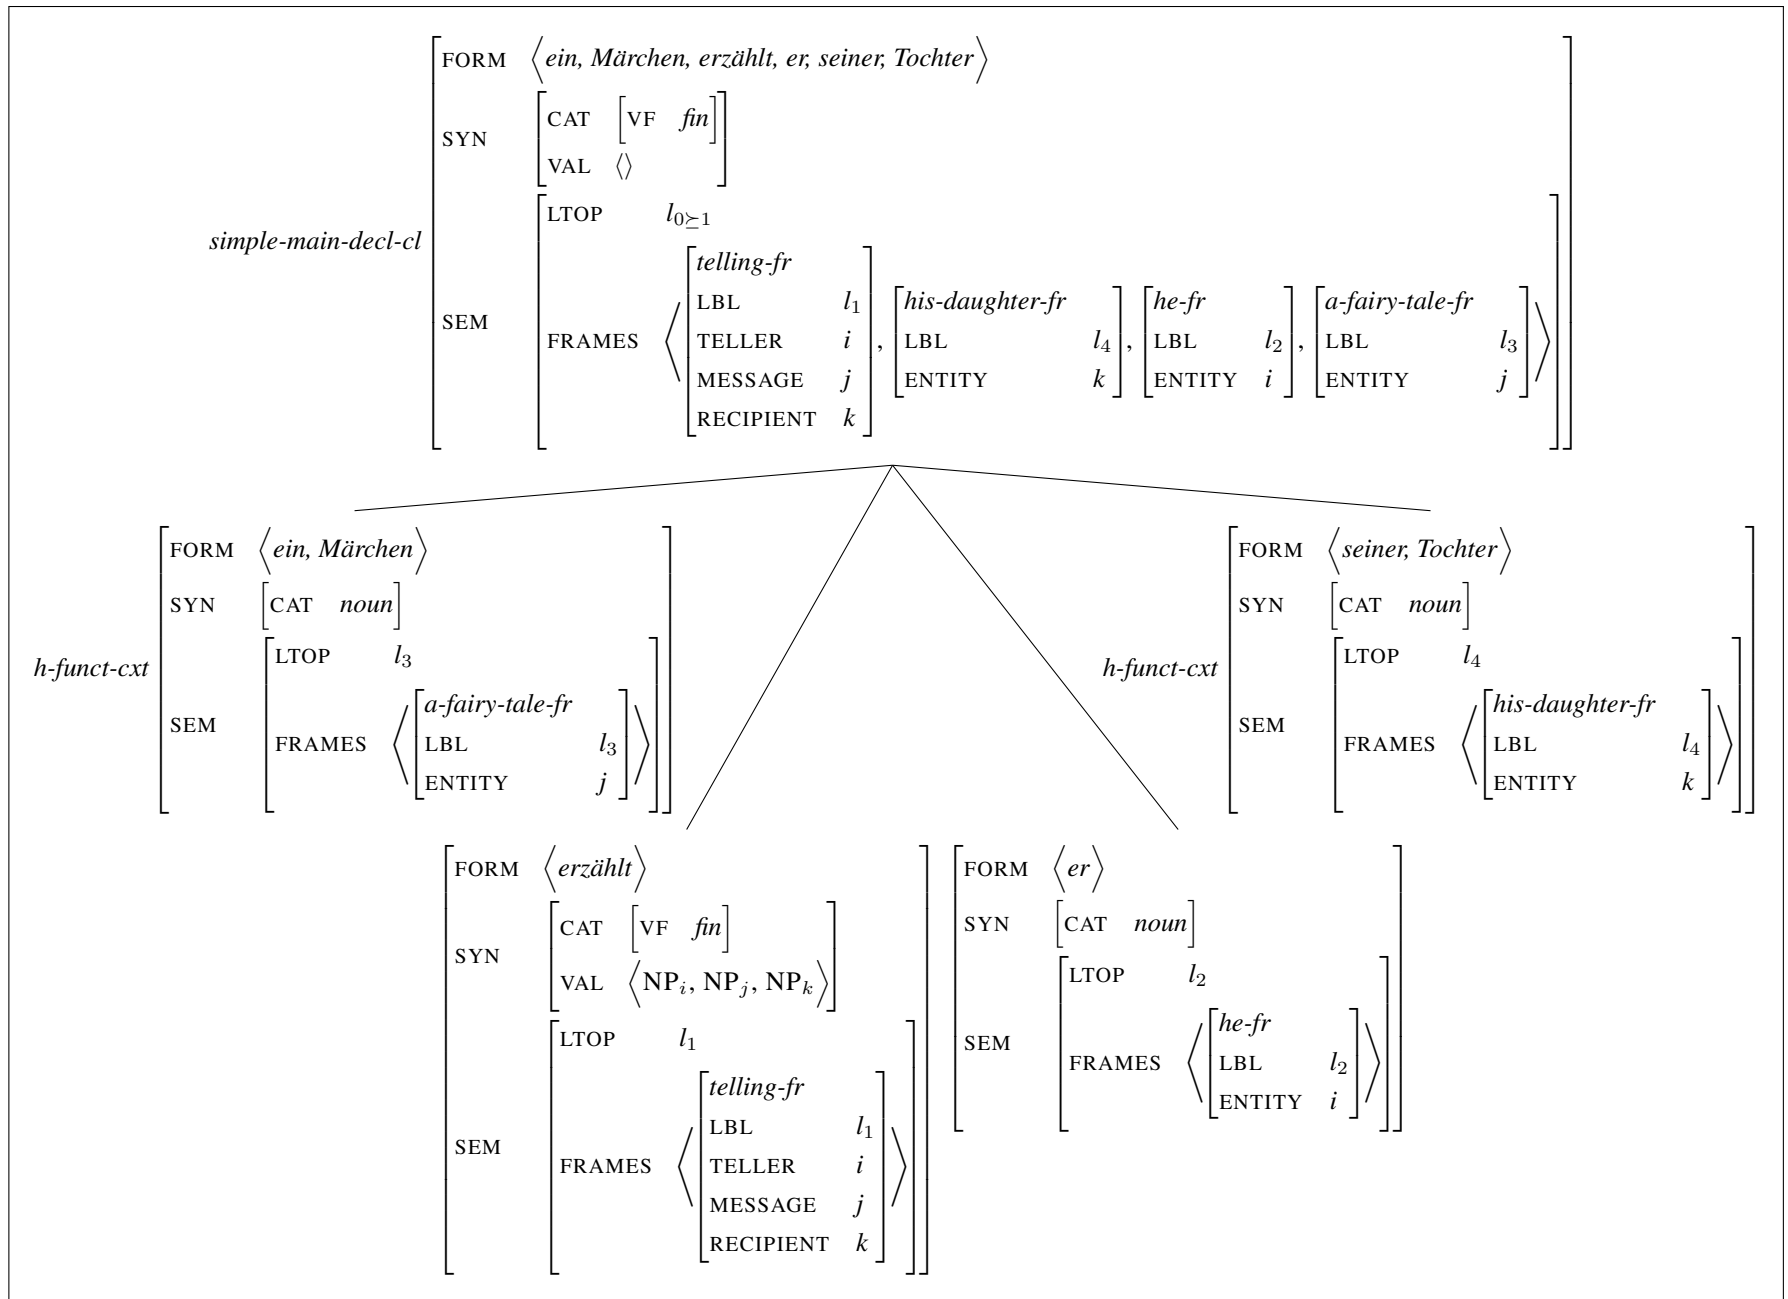 FORM ⟨ein, Märchen, erzählt, er, seiner, Tochter⟩
CAT [VF fin]
SYN
VAL ⟨⟩
LTOP l0⪰1
simple-main-decl-cl
telling-fr
LBL l1, his-daughter-fr, he-fr, a-fairy-tale-fr
SEM
FRAMES ⟨TELLER i, LBL l4, LBL l2, LBL l3⟩
MESSAGE j ENTITY k ENTITY i ENTITY j
RECIPIENT k
FORM ⟨ein, Märchen⟩
SYN [CAT noun]
LTOP l3
h-funct-cxt
a-fairy-tale-fr
SEM
FRAMES ⟨LBL l3⟩
ENTITY j
FORM ⟨seiner, Tochter⟩
SYN [CAT noun]
LTOP l4
h-funct-cxt
his-daughter-fr
SEM
FRAMES ⟨LBL l4⟩
ENTITY k
FORM ⟨erzählt⟩
CAT [VF fin]
SYN
VAL ⟨NPi, NPj, NPk⟩
LTOP l1
telling-fr
LBL l1
SEM
FRAMES ⟨TELLER i⟩
MESSAGE j
RECIPIENT k
FORM ⟨er⟩
SYN [CAT noun]
LTOP l2
he-fr
SEM
FRAMES ⟨LBL l2⟩
ENTITY i